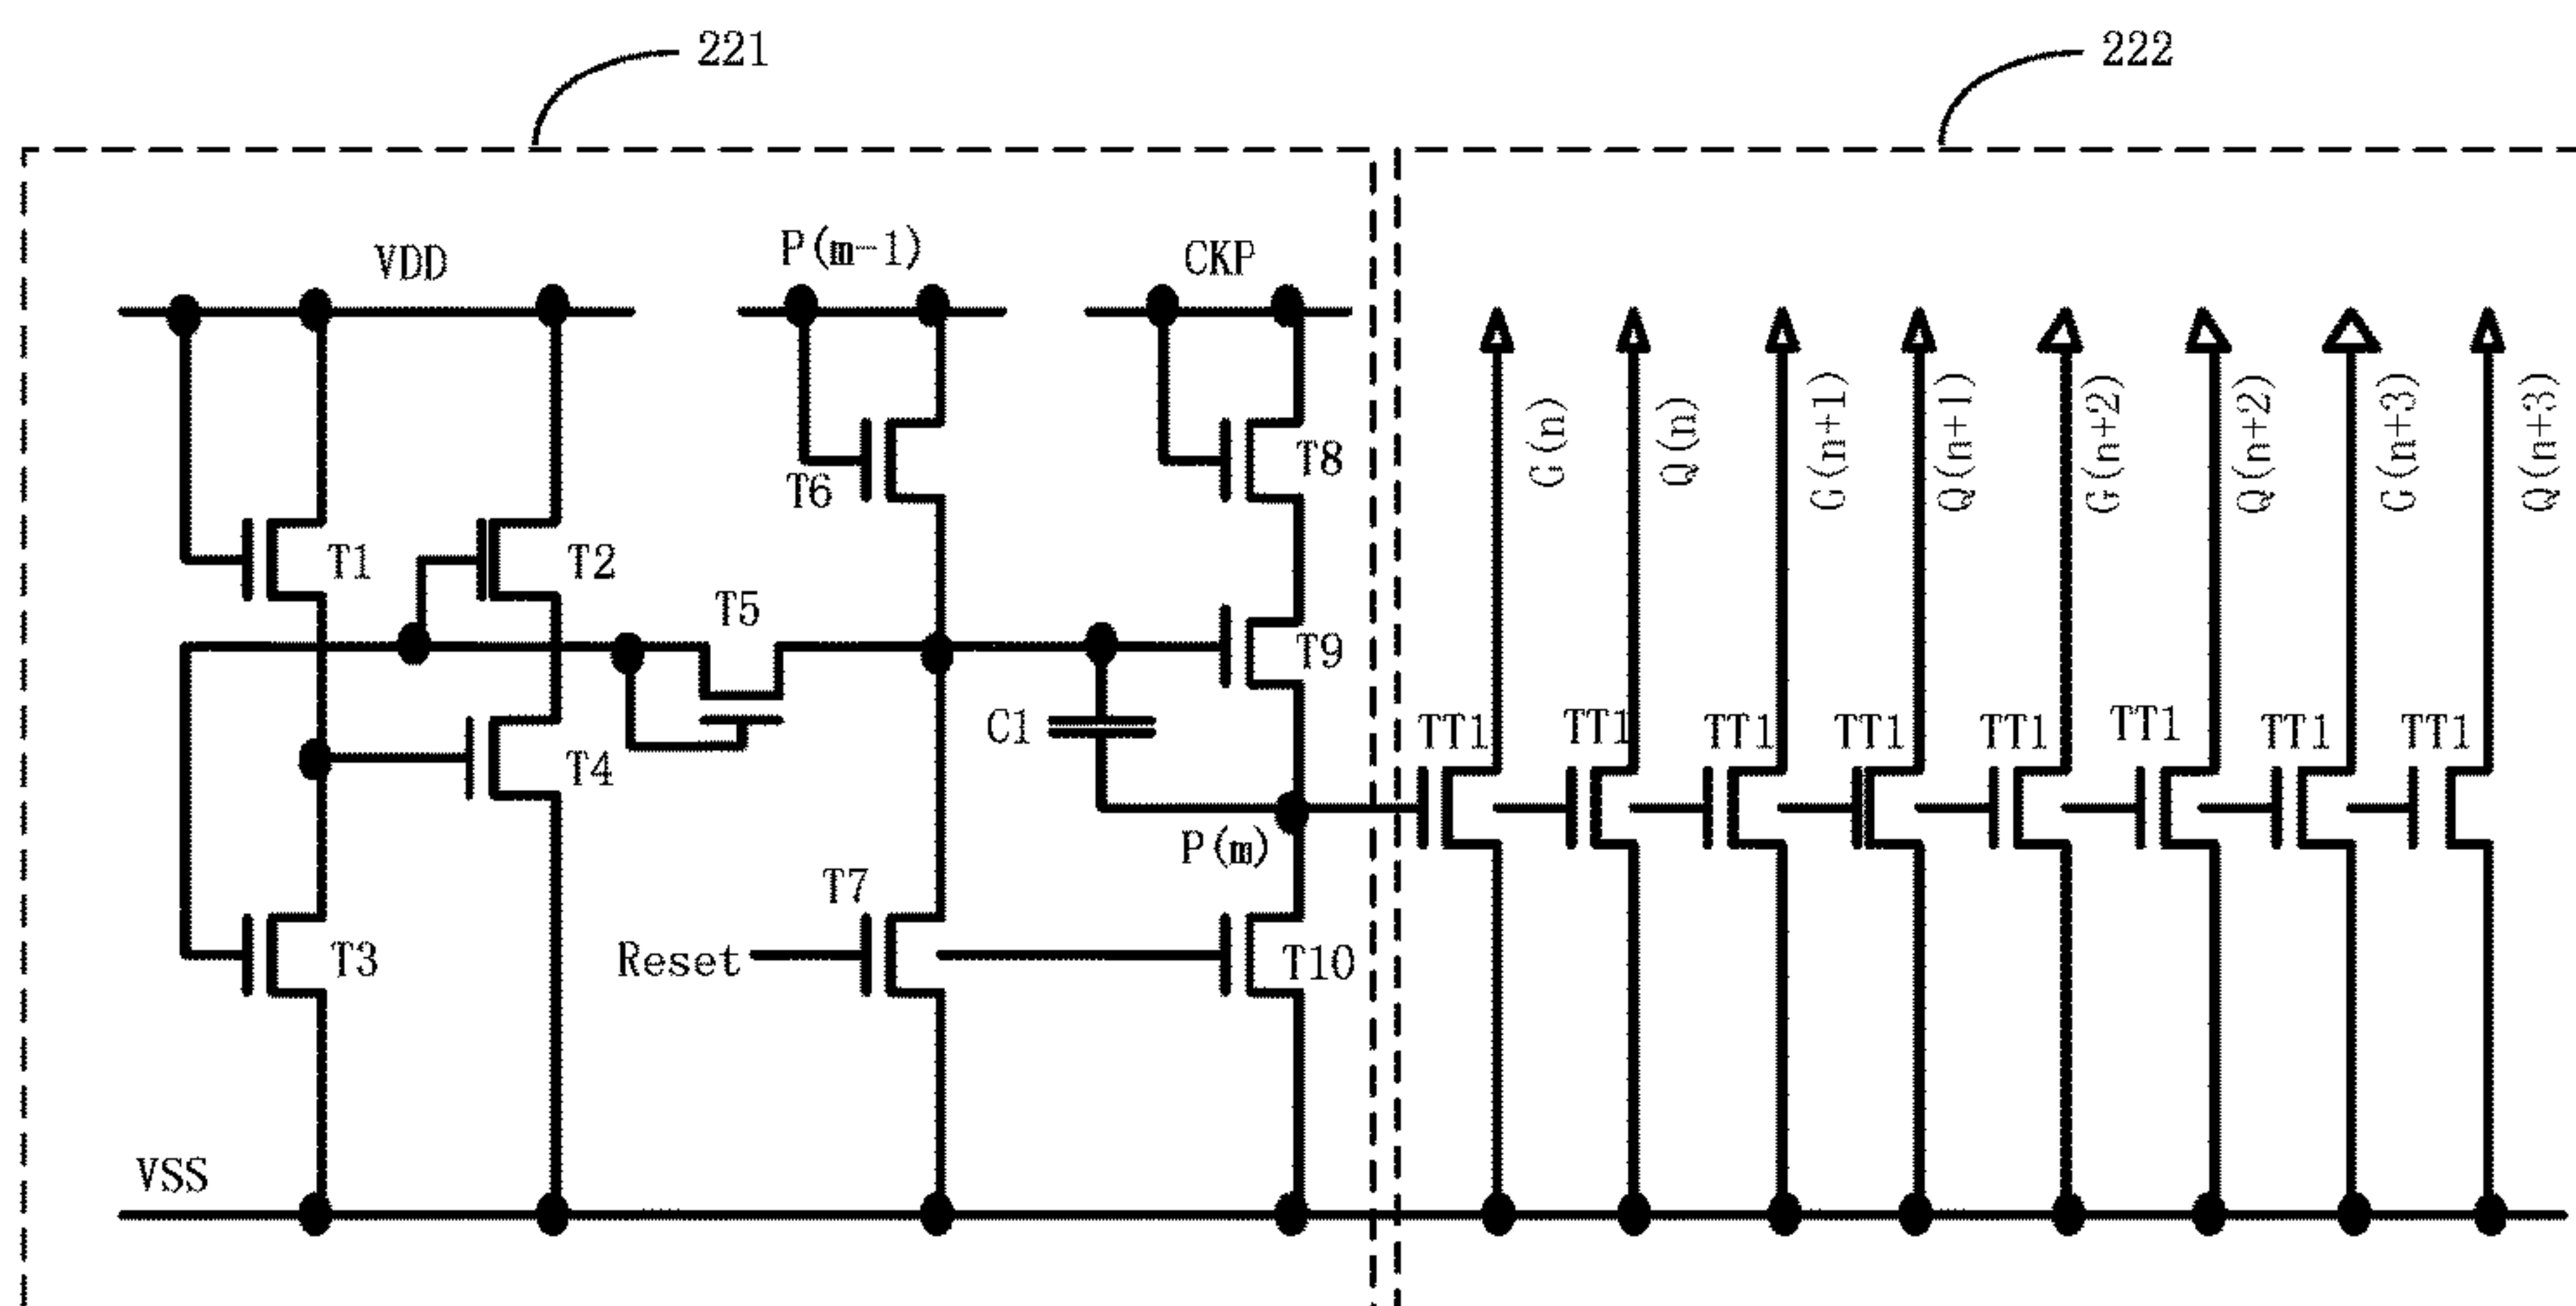 221
222
VDD
P(m-1)
CKP
T1
T2
T3
T4
T5
T6
T7
T8
T9
T10
C1
P(m)
Reset
VSS
TT1
TT1
TT1
TT1
TT1
TT1
TT1
TT1
G(n)
Q(n)
G(n+1)
Q(n+1)
G(n+2)
Q(n+2)
G(n+3)
Q(n+3)